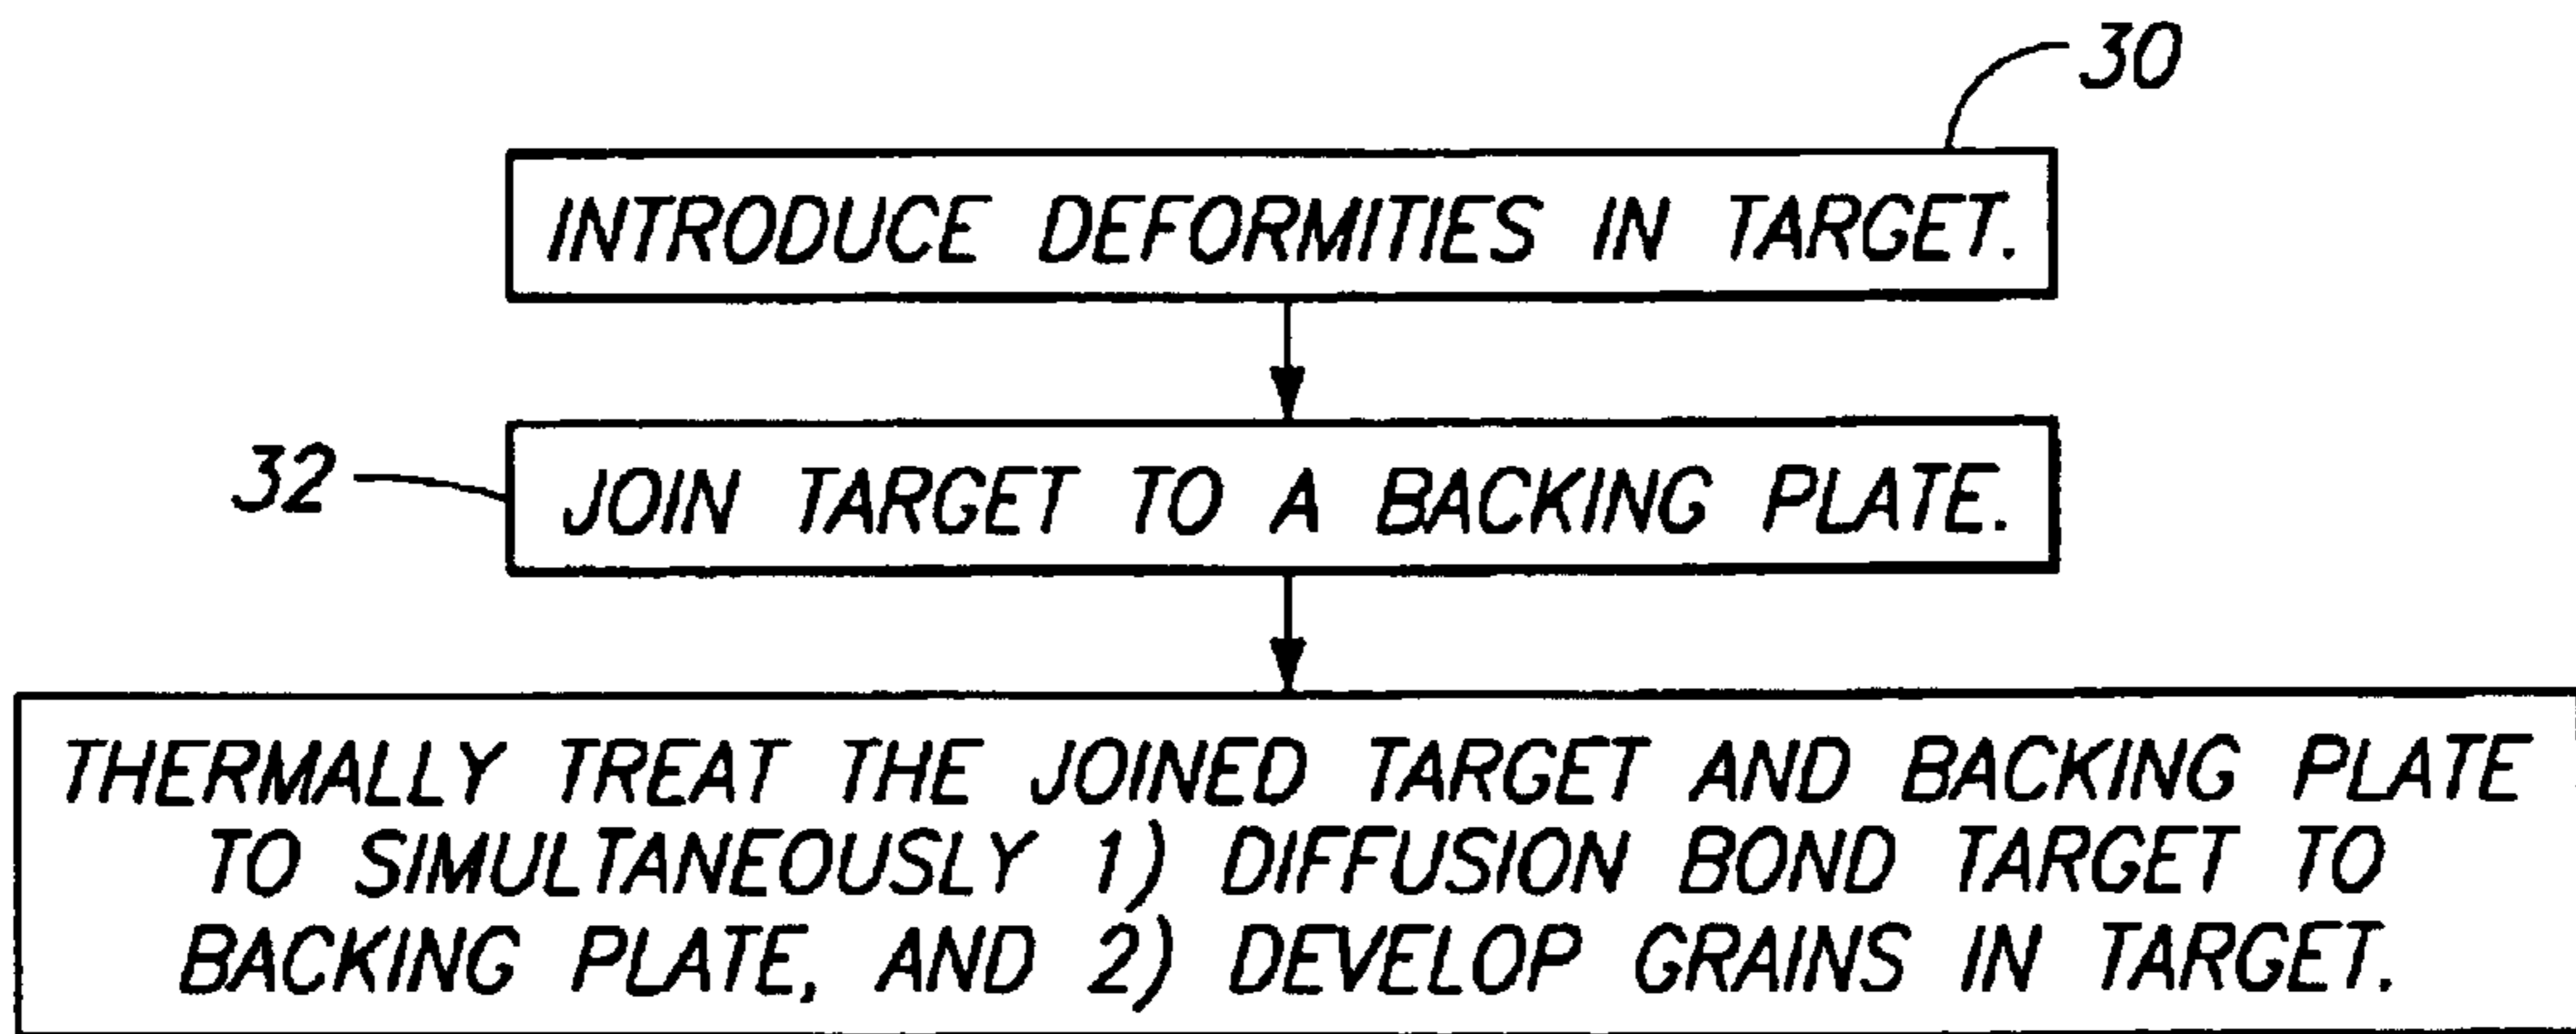 30
INTRODUCE DEFORMITIES IN TARGET.
32
JOIN TARGET TO A BACKING PLATE.
THERMALLY TREAT THE JOINED TARGET AND BACKING PLATE
TO SIMULTANEOUSLY 1) DIFFUSION BOND TARGET TO
BACKING PLATE, AND 2) DEVELOP GRAINS IN TARGET.